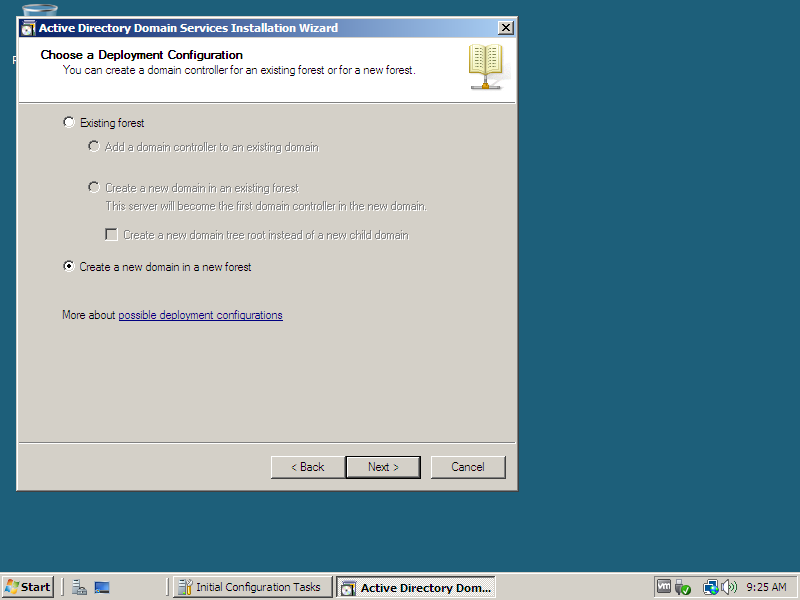 Active Directory Domain Services Installation Wizard
Choose a Deployment Configuration
You can create a domain controller for an existing forest or for a new forest.
Existing forest
Add a domain controller to an existing domain
Create a new domain in an existing forest
This server will become the first domain controller in the new domain.
Create a new domain tree root instead of a new child domain
Create a new domain in a new forest
More about possible deployment configurations
< Back
Next >
Cancel
Start
Initial Configuration Tasks
Active Directory Dom...
vm
9:25 AM